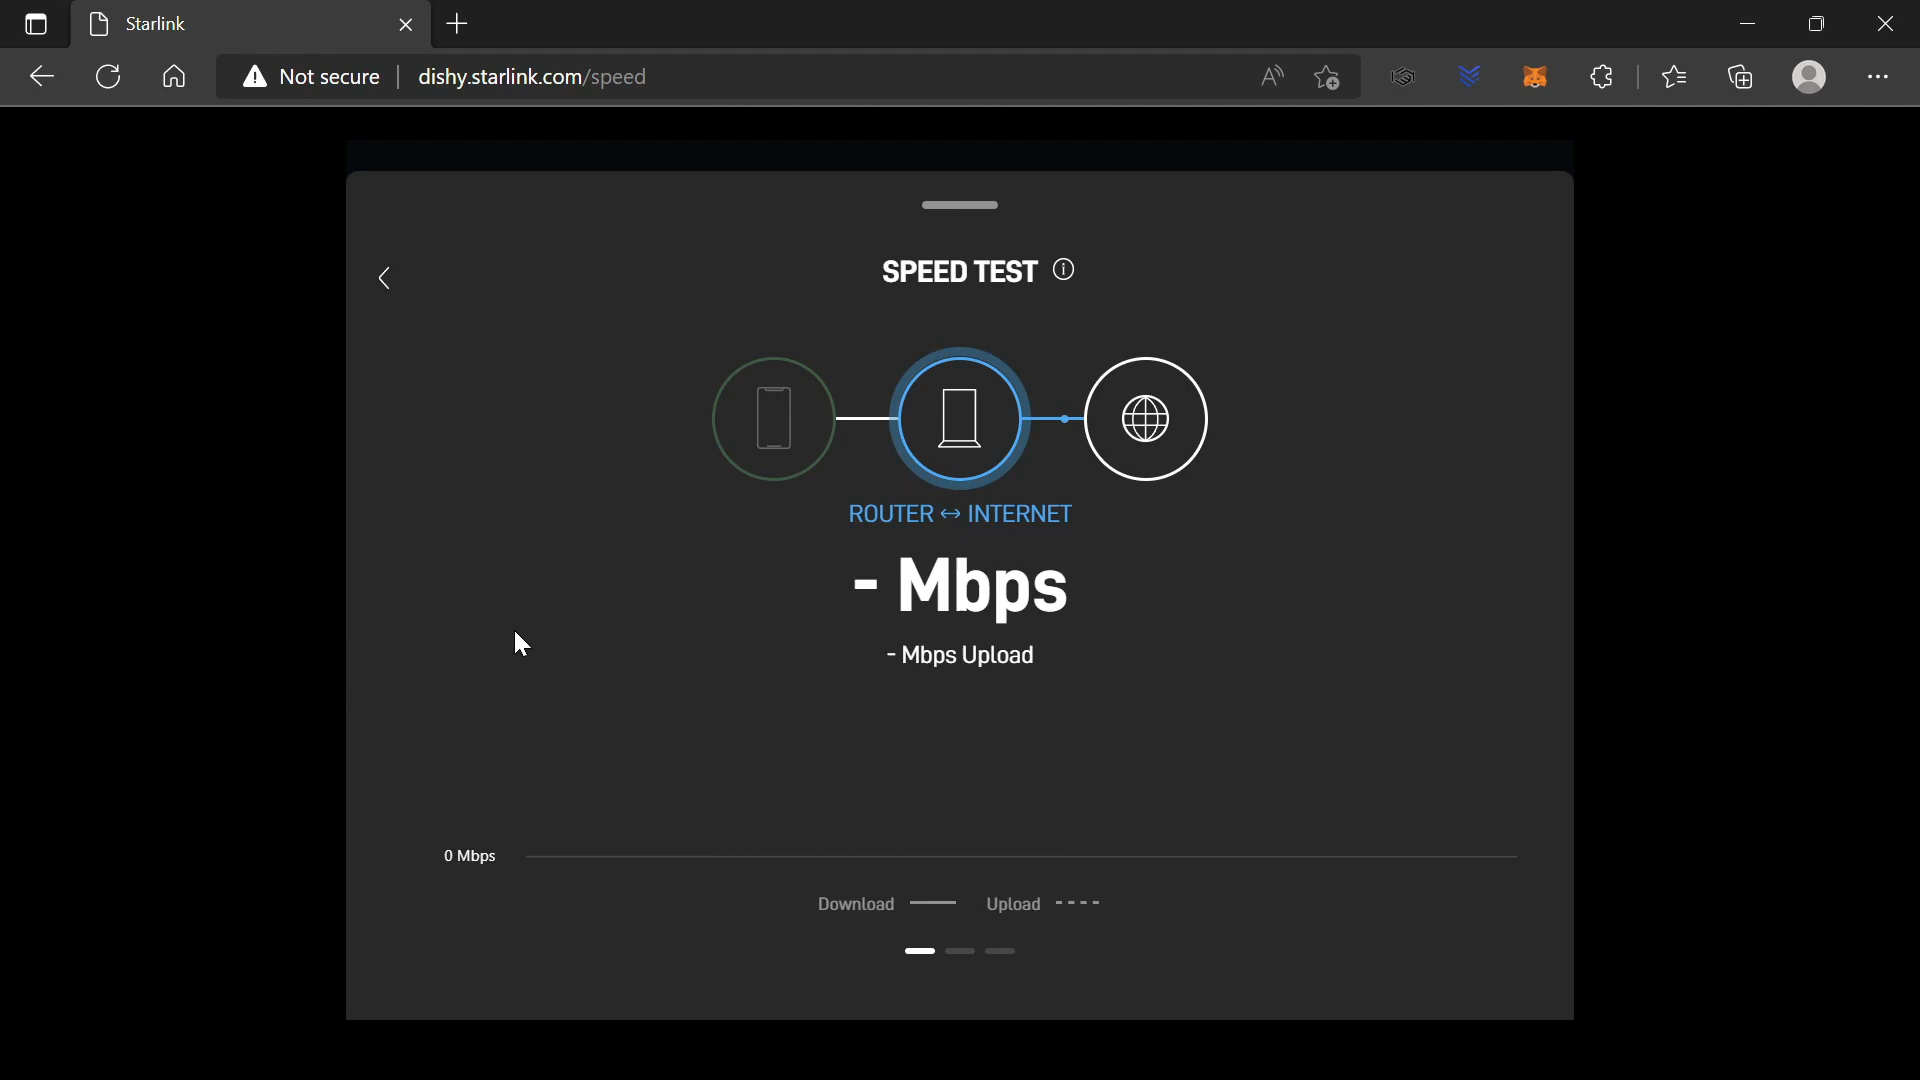 Starlink
Not secure
dishy.starlink.com/speed
SPEED TEST
ROUTER ↔ INTERNET
- Mbps
- Mbps Upload
0 Mbps
Download
Upload